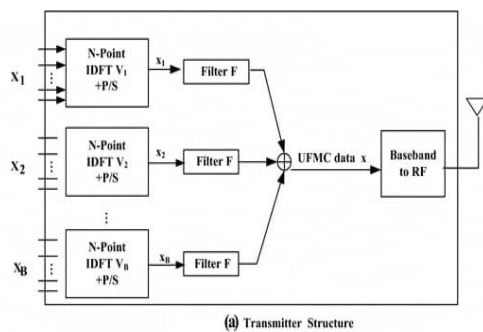 X1
N-Point
IDFT V1
+P/S
x1
Filter F
X2
N-Point
IDFT V2
+P/S
x2
Filter F
UFMC data x
Baseband
to RF
XB
N-Point
IDFT VB
+P/S
xB
Filter F
(a) Transmitter Structure